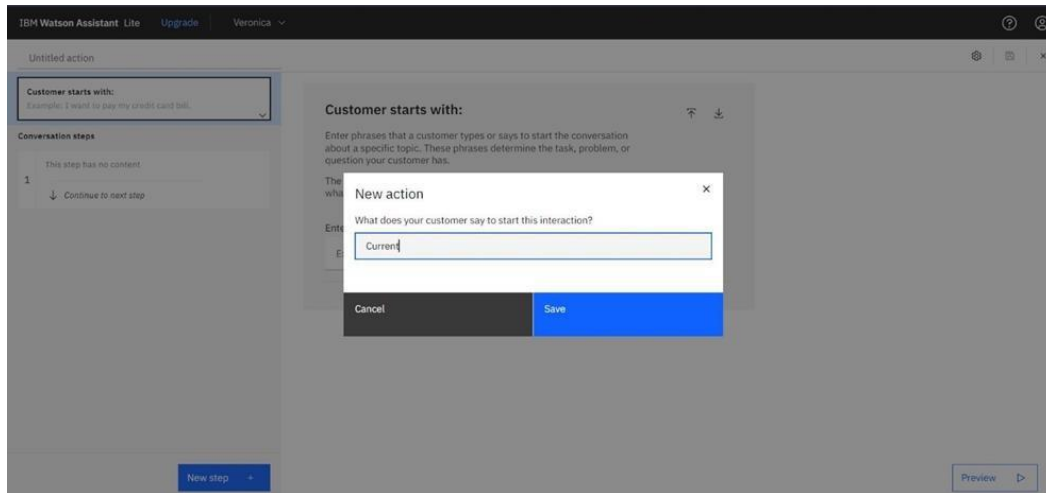 IBM Watson Assistant Lite Upgrade Veronica
Untitled action
Customer starts with:
Example: I want to pay my credit card bill.
Conversation steps
This step has no content
1
Continue to next step
New step +
Customer starts with:
Enter phrases that a customer types or says to start the conversation
about a specific topic. These phrases determine the task, problem, or
question your customer has.
The
wha
Ente
E
New action
What does your customer say to start this interaction?
Current
Cancel
Save
Preview